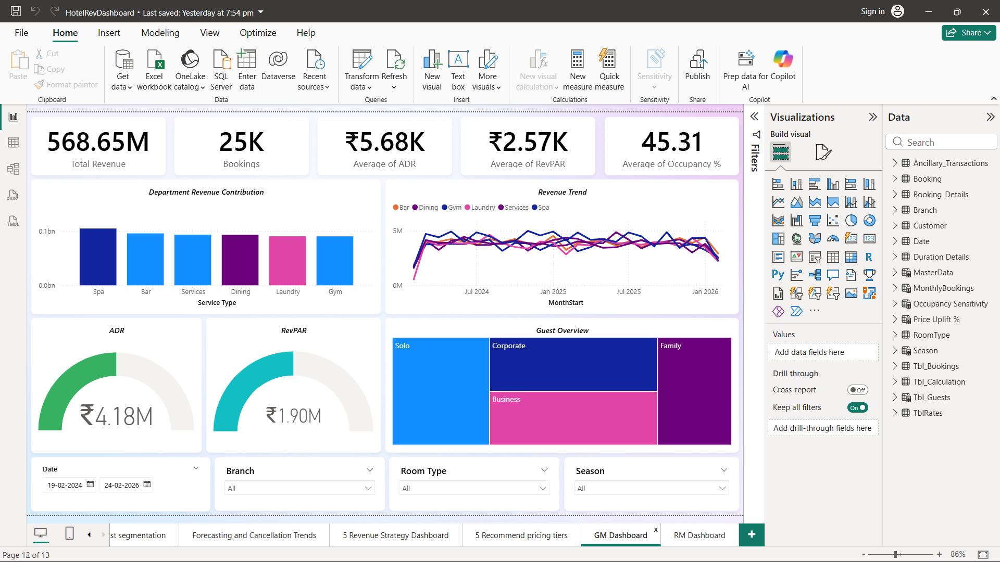 HotelRevDashboard • Last saved: Yesterday at 7:54 pm
Sign in
File Home Insert Modeling View Optimize Help
Share
Paste
Cut
Copy
Format painter
Clipboard
Get data
Excel workbook
OneLake catalog
SQL Server
Enter data
Dataverse
Recent sources
Data
Transform data
Refresh
Queries
New visual
Text box
More visuals
Insert
New visual calculation
New measure
Quick measure
Calculations
Sensitivity
Sensitivity
Publish
Share
Prep data for AI
Copilot
Copilot
568.65M
Total Revenue
25K
Bookings
₹5.68K
Average of ADR
₹2.57K
Average of RevPAR
45.31
Average of Occupancy %
Department Revenue Contribution
0.1bn
0.0bn
Spa Bar Services Dining Laundry Gym
Service Type
Revenue Trend
Bar Dining Gym Laundry Services Spa
5M
0M
Jul 2024 Jan 2025 Jul 2025 Jan 2026
MonthStart
ADR
₹4.18M
RevPAR
₹1.90M
Guest Overview
Solo
Corporate
Business
Family
Date
19-02-2024 24-02-2026
Branch
All
Room Type
All
Season
All
Filters
Visualizations
Build visual
123
123
R
Py
Values
Add data fields here
Drill through
Cross-report Off
Keep all filters On
Add drill-through fields here
Data
Search
Ancillary_Transactions
Booking
Booking_Details
Branch
Customer
Date
Duration Details
MasterData
MonthlyBookings
Occupancy Sensitivity
Price Uplift %
RoomType
Season
Tbl_Bookings
Tbl_Calculation
Tbl_Guests
TblRates
DAX
TMDL
st segmentation
Forecasting and Cancellation Trends
5 Revenue Strategy Dashboard
5 Recommend pricing tiers
GM Dashboard x
RM Dashboard
+
Page 12 of 13
- + 86%